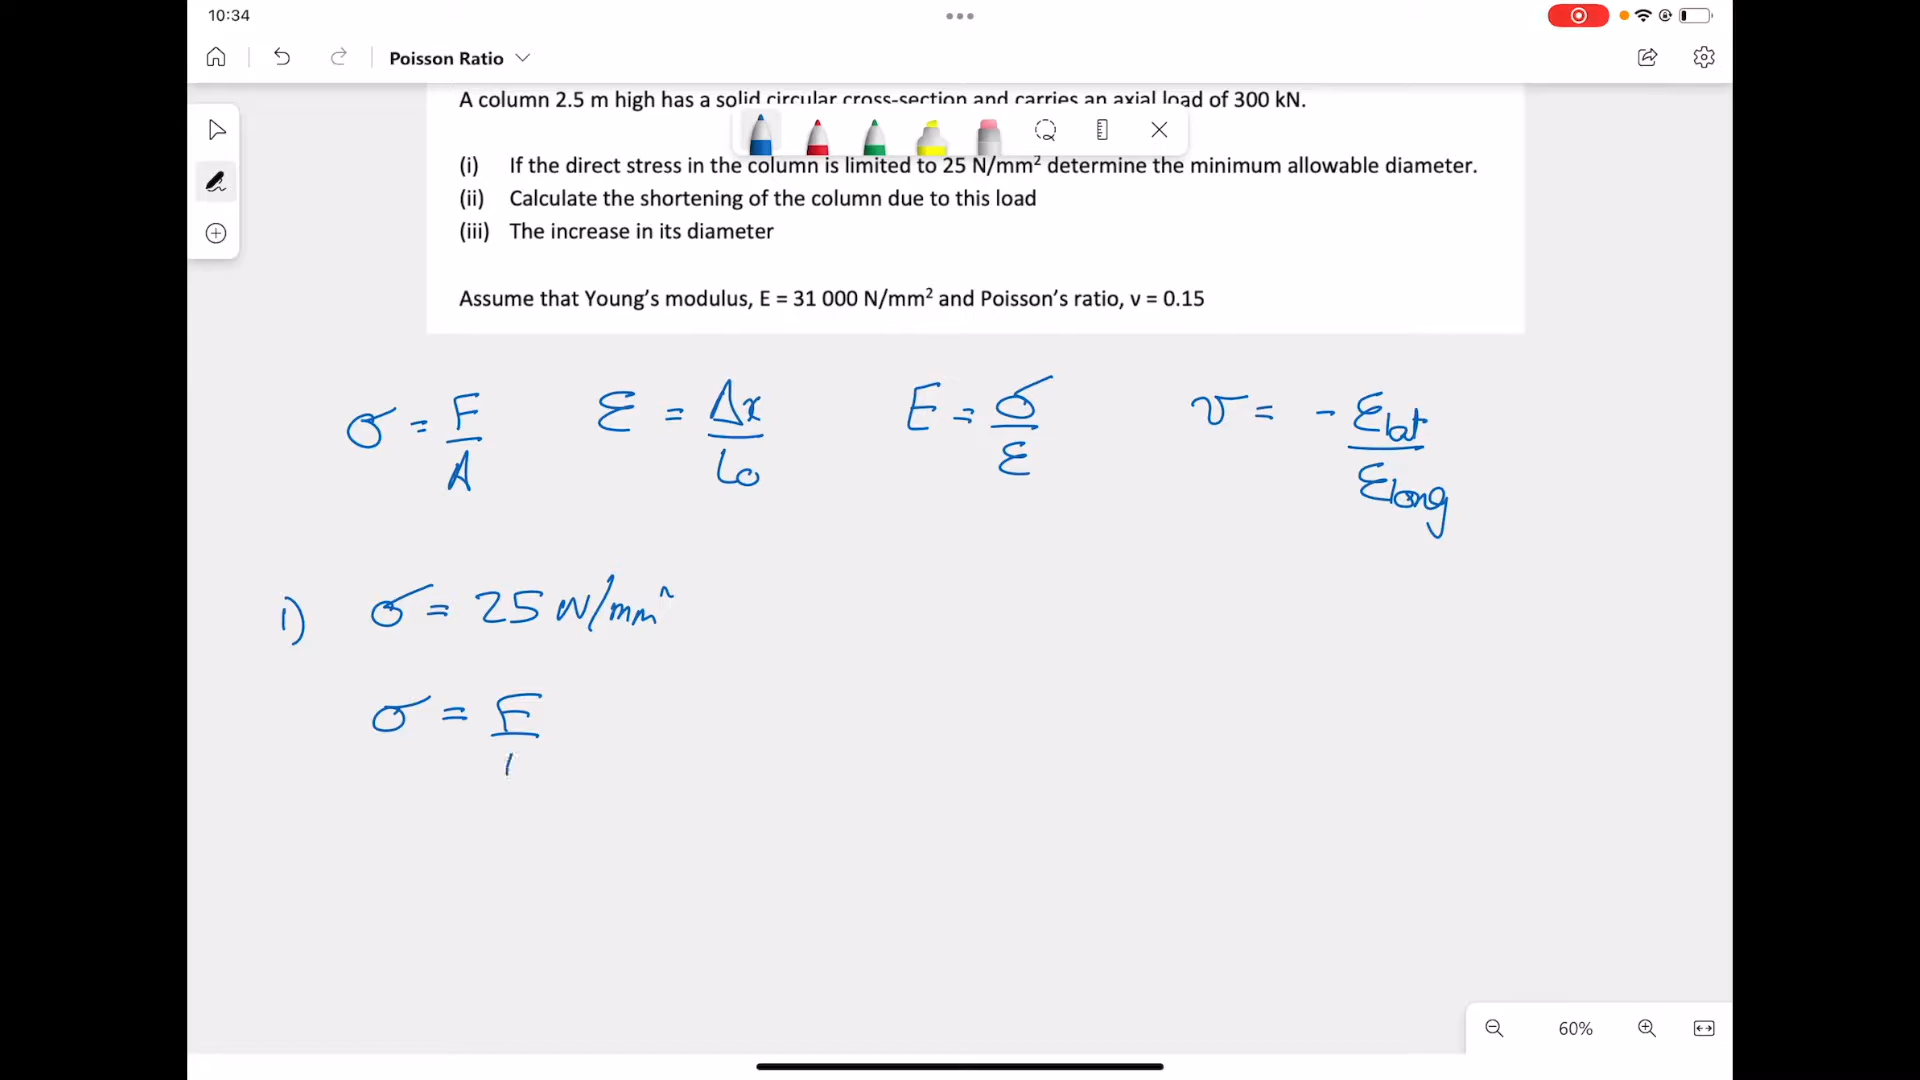 10:34
Poisson Ratio
A column 2.5 m high has a solid circular cross-section and carries an axial load of 300 kN.
(i) If the direct stress in the column is limited to 25 N/mm² determine the minimum allowable diameter.
(ii) Calculate the shortening of the column due to this load
(iii) The increase in its diameter
Assume that Young's modulus, E = 31 000 N/mm² and Poisson's ratio, v = 0.15
σ = F/A ε = Δx/L₀ E = σ/ε ν = - εlat/εlong
1) σ = 25 N/mm²
σ = F/
60%